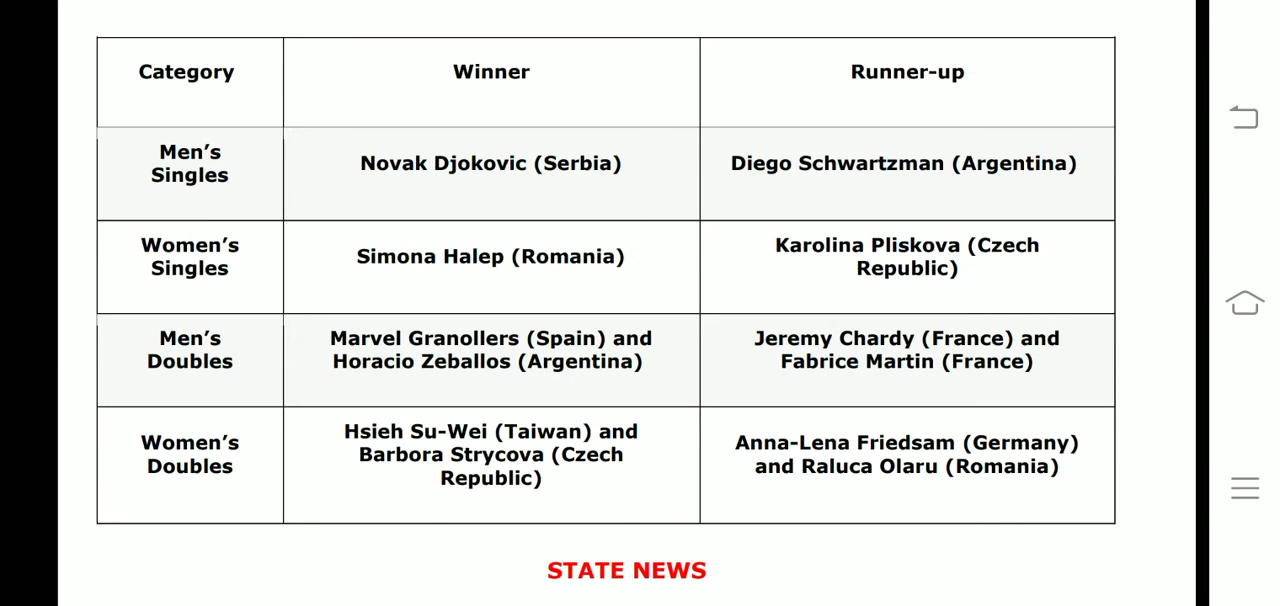 Category
Winner
Runner-up
Men’s
Singles
Novak Djokovic (Serbia)
Diego Schwartzman (Argentina)
Women’s
Singles
Simona Halep (Romania)
Karolina Pliskova (Czech
Republic)
Men’s
Doubles
Marvel Granollers (Spain) and
Horacio Zeballos (Argentina)
Jeremy Chardy (France) and
Fabrice Martin (France)
Women’s
Doubles
Hsieh Su-Wei (Taiwan) and
Barbora Strycova (Czech
Republic)
Anna-Lena Friedsam (Germany)
and Raluca Olaru (Romania)
STATE NEWS